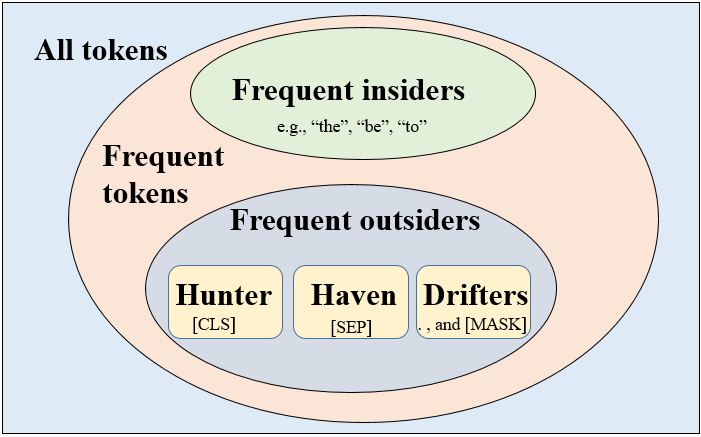 All tokens
Frequent insiders
e.g., “the”, “be”, “to”
Frequent
tokens
Frequent outsiders
Hunter
[CLS]
Haven
[SEP]
Drifters
. , and [MASK]